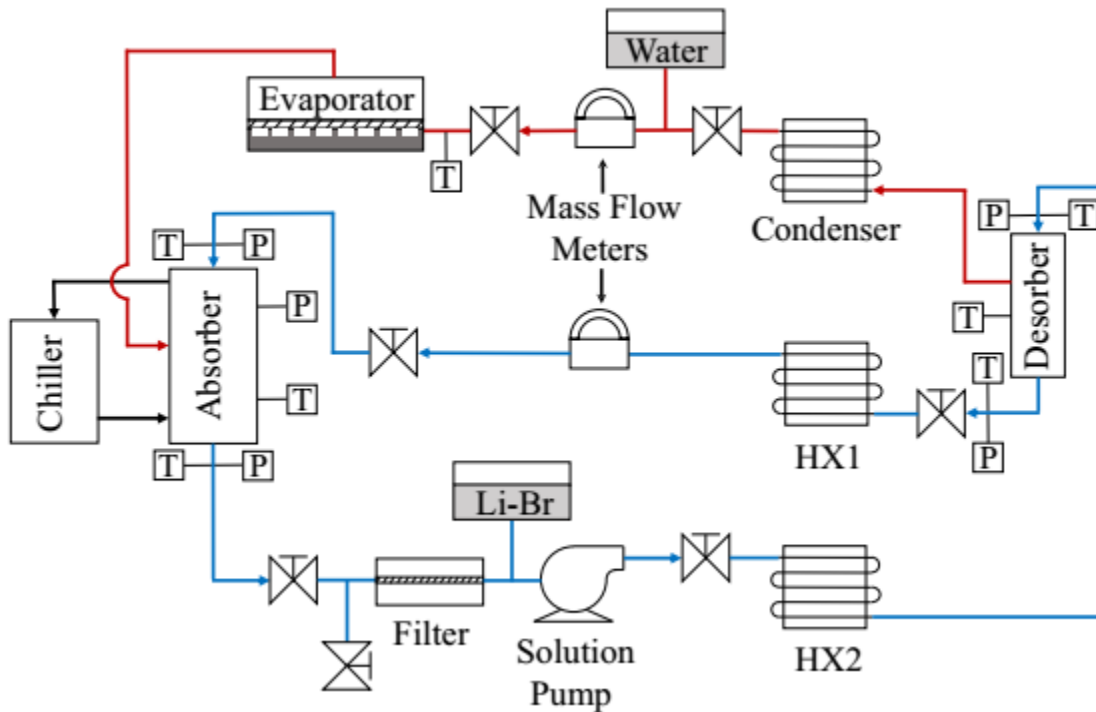 Water
Evaporator
T
Mass Flow
Meters
Condenser
P
T
T
P
Absorber
P
T
Desorber
T
T
P
Chiller
HX1
T
P
Li-Br
Filter
Solution
Pump
HX2